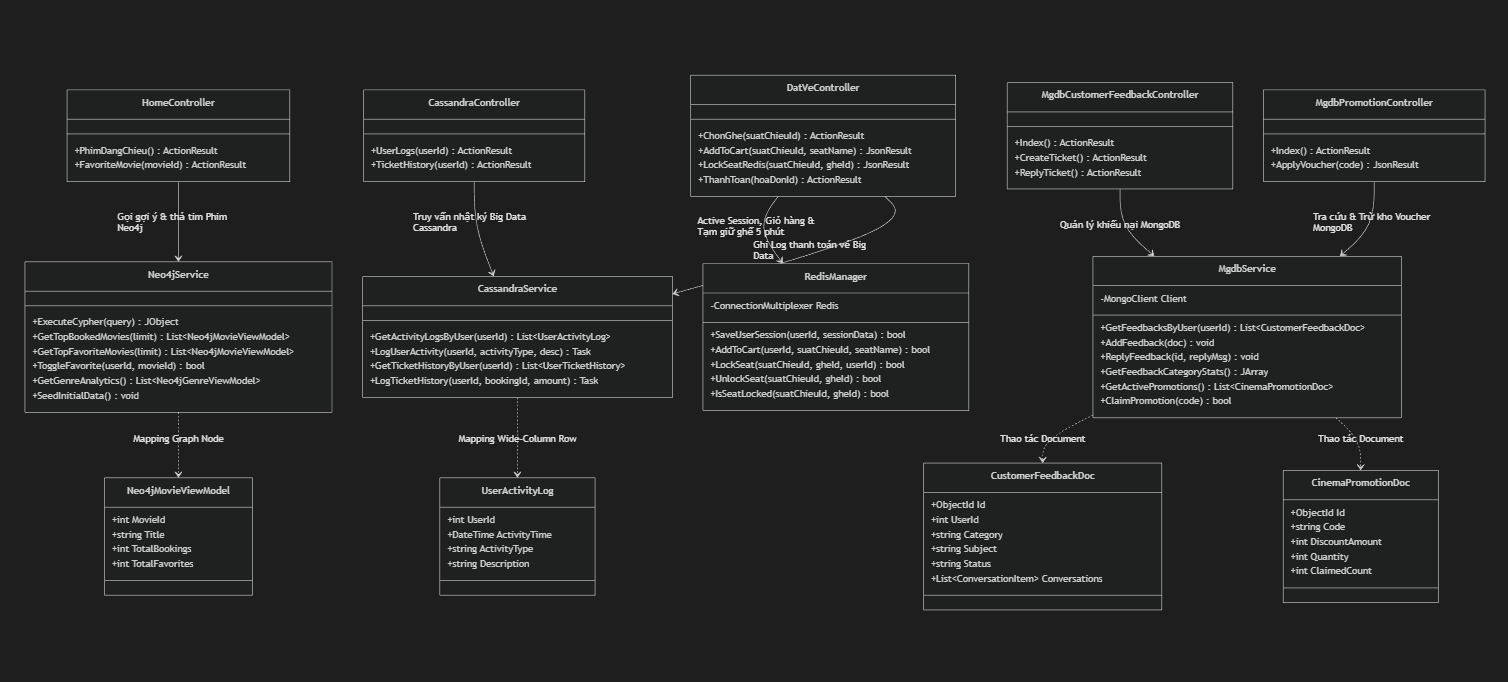 HomeController
+PhimDangChieu() : ActionResult
+FavoriteMovie(movieId) : ActionResult
CassandraController
+UserLogs(userId) : ActionResult
+TicketHistory(userId) : ActionResult
DatVeController
+ChonGhe(suatChieuId) : ActionResult
+AddToCart(suatChieuId, seatName) : JsonResult
+LockSeatRedis(suatChieuId, gheId) : JsonResult
+ThanhToan(hoaDonId) : ActionResult
MgdbCustomerFeedbackController
+Index() : ActionResult
+CreateTicket() : ActionResult
+ReplyTicket() : ActionResult
MgdbPromotionController
+Index() : ActionResult
+ApplyVoucher(code) : JsonResult
Gọi gợi ý & thả tim Phim
Neo4j
Truy vấn nhật ký Big Data
Cassandra
Active Session, Giỏ hàng &
Tạm giữ ghế 5 phút
Ghi Log thanh toán về Big
Data
Quản lý khiếu nại MongoDB
Tra cứu & Trừ kho Voucher
MongoDB
Neo4jService
+ExecuteCypher(query) : JObject
+GetTopBookedMovies(limit) : List<Neo4jMovieViewModel>
+GetTopFavoriteMovies(limit) : List<Neo4jMovieViewModel>
+ToggleFavorite(userId, movieId) : bool
+GetGenreAnalytics() : List<Neo4jGenreViewModel>
+SeedInitialData() : void
CassandraService
+GetActivityLogsByUser(userId) : List<UserActivityLog>
+LogUserActivity(userId, activityType, desc) : Task
+GetTicketHistoryByUser(userId) : List<UserTicketHistory>
+LogTicketHistory(userId, bookingId, amount) : Task
RedisManager
-ConnectionMultiplexer Redis
+SaveUserSession(userId, sessionData) : bool
+AddToCart(userId, suatChieuId, seatName) : bool
+LockSeat(suatChieuId, gheId, userId) : bool
+UnlockSeat(suatChieuId, gheId) : bool
+IsSeatLocked(suatChieuId, gheId) : bool
MgdbService
-MongoClient Client
+GetFeedbacksByUser(userId) : List<CustomerFeedbackDoc>
+AddFeedback(doc) : void
+ReplyFeedback(id, replyMsg) : void
+GetFeedbackCategoryStats() : JArray
+GetActivePromotions() : List<CinemaPromotionDoc>
+ClaimPromotion(code) : bool
Mapping Graph Node
Mapping Wide-Column Row
Thao tác Document
Thao tác Document
Neo4jMovieViewModel
+int MovieId
+string Title
+int TotalBookings
+int TotalFavorites
UserActivityLog
+int UserId
+DateTime ActivityTime
+string ActivityType
+string Description
CustomerFeedbackDoc
+ObjectId Id
+int UserId
+string Category
+string Subject
+string Status
+List<ConversationItem> Conversations
CinemaPromotionDoc
+ObjectId Id
+string Code
+int DiscountAmount
+int Quantity
+int ClaimedCount